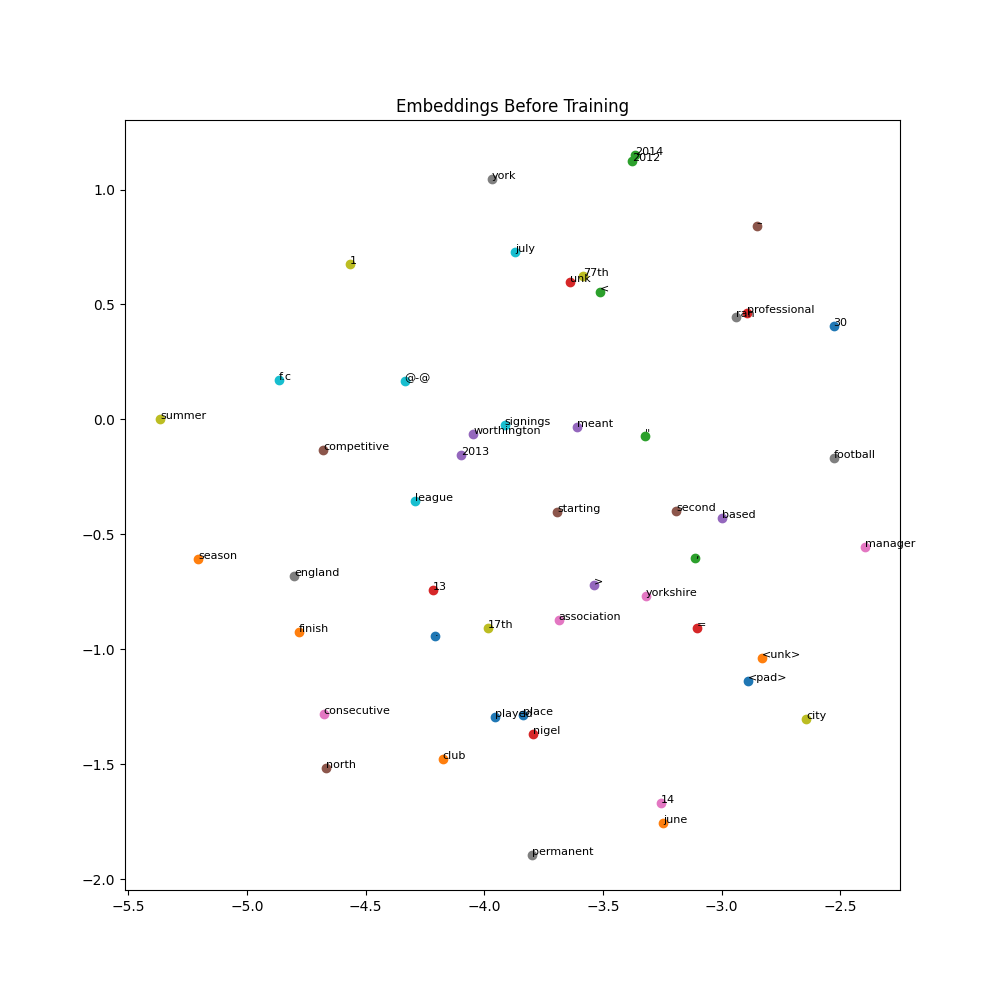 Embeddings Before Training
2014
2012
york
-
july
1
77th
unk
<
professional
ran
30
f.c
@-@
summer
signings
worthington
meant
"
competitive
2013
football
league
starting
second
based
manager
season
england
>
13
yorkshire
association
17th
=
finish
<unk>
<pad>
consecutive
played
place
city
nigel
club
north
14
june
permanent
1.0
0.5
0.0
−0.5
−1.0
−1.5
−2.0
−5.5 −5.0 −4.5 −4.0 −3.5 −3.0 −2.5